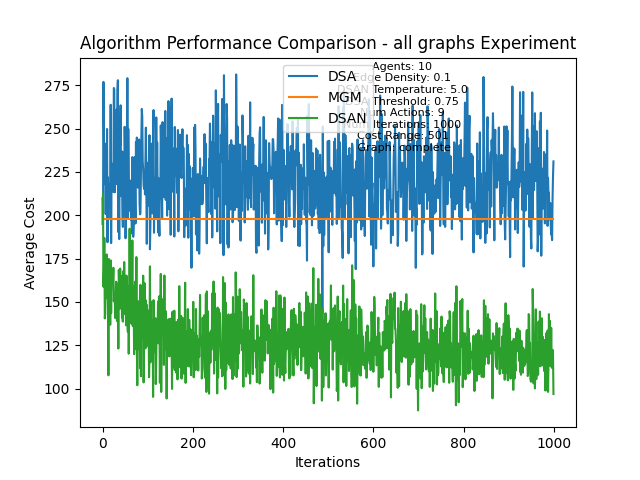 Algorithm Performance Comparison - all graphs Experiment
DSA
MGM
DSAN
Agents: 10
Edge Density: 0.1
DSAN Temperature: 5.0
Threshold: 0.75
Num Actions: 9
Iterations: 1000
Cost Range: 501
Graph: complete
Average Cost
275
250
225
200
175
150
125
100
0
200
400
600
800
1000
Iterations